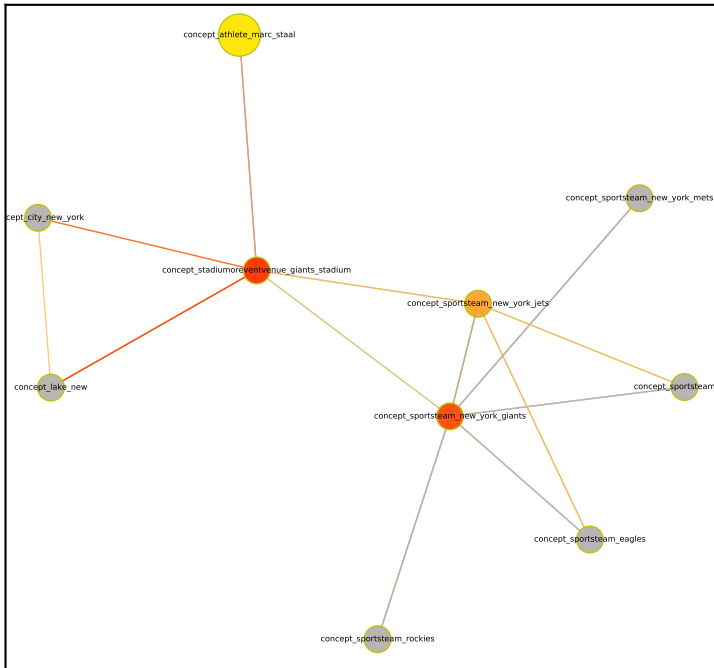 concept_athlete_marc_staal
concept_sportsteam_new_york_mets
cept_city_new_york
concept_stadiumoreventvenue_giants_stadium
concept_sportsteam_new_york_jets
concept_lake_new
concept_sportsteam
concept_sportsteam_new_york_giants
concept_sportsteam_eagles
concept_sportsteam_rockies